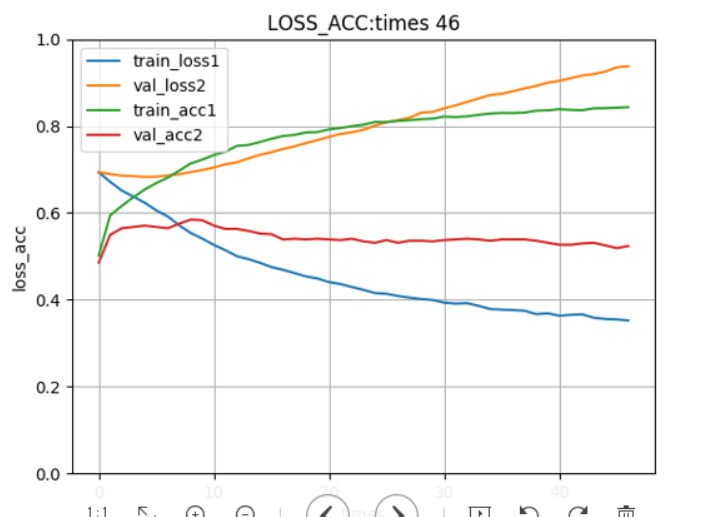 LOSS_ACC:times 46
1.0
train_loss1
val_loss2
train_acc1
val_acc2
0.8
0.6
loss_acc
0.4
0.2
0.0
0 10 20 30 40
times
1:1